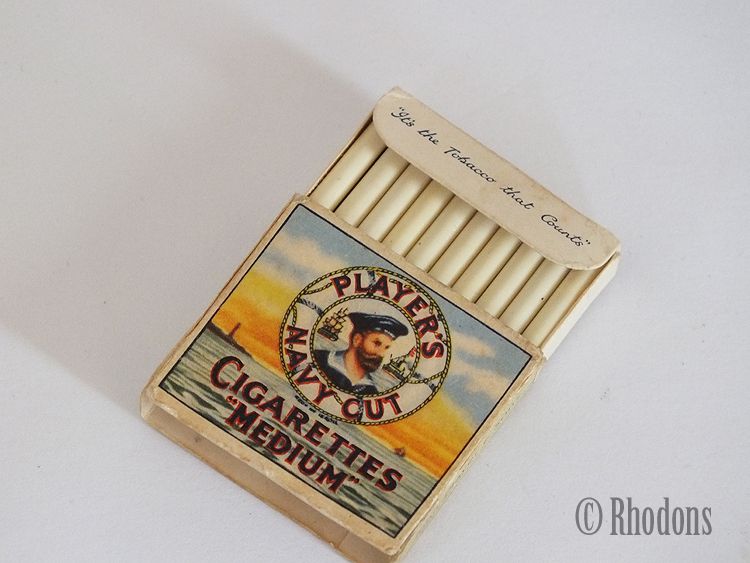 "It's the Tobacco that Counts"
PLAYER'S
NAVY CUT
CIGARETTES
"MEDIUM"
© Rhodons